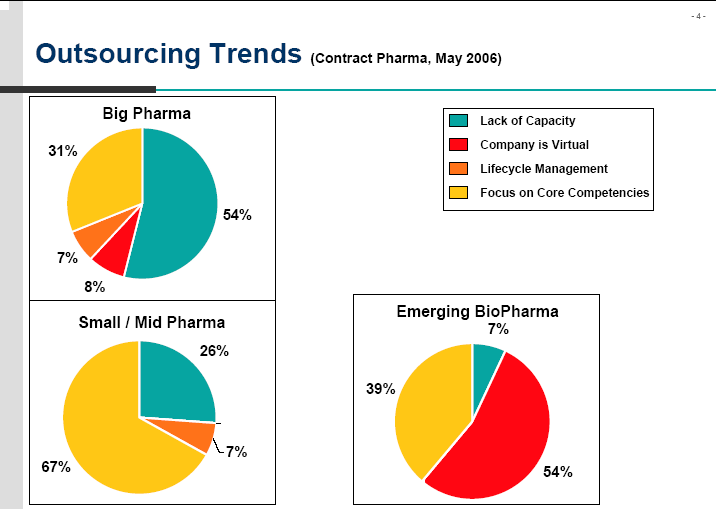 - 4 -
Outsourcing Trends (Contract Pharma, May 2006)
Big Pharma
31%
54%
7%
8%
Lack of Capacity
Company is Virtual
Lifecycle Management
Focus on Core Competencies
Small / Mid Pharma
26%
7%
67%
Emerging BioPharma
7%
39%
54%